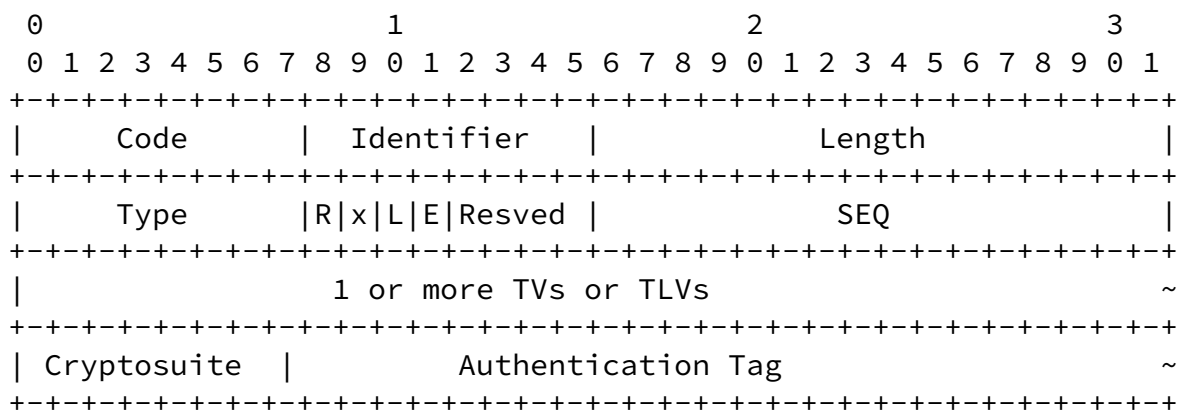 0                   1                   2                   3
 0 1 2 3 4 5 6 7 8 9 0 1 2 3 4 5 6 7 8 9 0 1 2 3 4 5 6 7 8 9 0 1
+-+-+-+-+-+-+-+-+-+-+-+-+-+-+-+-+-+-+-+-+-+-+-+-+-+-+-+-+-+-+-+-+
|     Code      |  Identifier   |            Length             |
+-+-+-+-+-+-+-+-+-+-+-+-+-+-+-+-+-+-+-+-+-+-+-+-+-+-+-+-+-+-+-+-+
|     Type      |R|x|L|E|Resved |             SEQ               |
+-+-+-+-+-+-+-+-+-+-+-+-+-+-+-+-+-+-+-+-+-+-+-+-+-+-+-+-+-+-+-+-+
|                 1 or more TVs or TLVs                         ~
+-+-+-+-+-+-+-+-+-+-+-+-+-+-+-+-+-+-+-+-+-+-+-+-+-+-+-+-+-+-+-+-+
| Cryptosuite  |         Authentication Tag                     ~
+-+-+-+-+-+-+-+-+-+-+-+-+-+-+-+-+-+-+-+-+-+-+-+-+-+-+-+-+-+-+-+-+